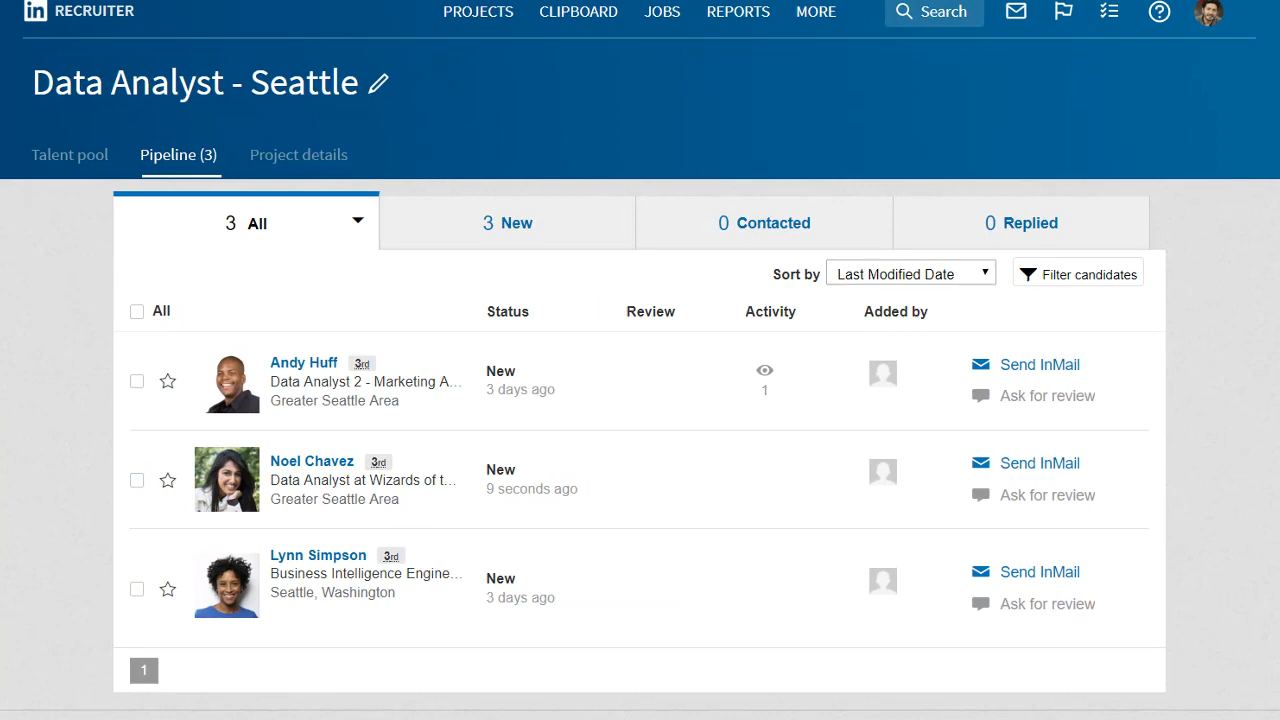 in RECRUITER
PROJECTS CLIPBOARD JOBS REPORTS MORE Search
Data Analyst - Seattle
Talent pool Pipeline (3) Project details
3 All 3 New 0 Contacted 0 Replied
Sort by Last Modified Date Filter candidates
All Status Review Activity Added by
Andy Huff 3rd
Data Analyst 2 - Marketing A...
Greater Seattle Area
New
3 days ago
1
Send InMail
Ask for review
Noel Chavez 3rd
Data Analyst at Wizards of t...
Greater Seattle Area
New
9 seconds ago
Send InMail
Ask for review
Lynn Simpson 3rd
Business Intelligence Engine...
Seattle, Washington
New
3 days ago
Send InMail
Ask for review
1